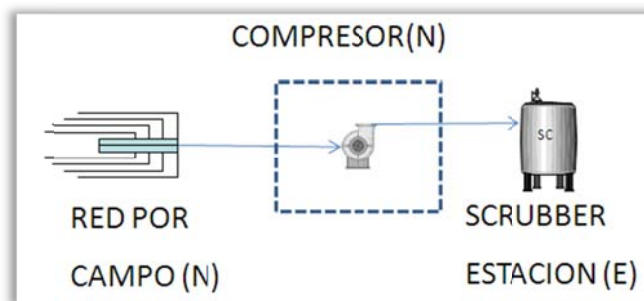 COMPRESOR(N)
SC
RED POR
CAMPO (N)
SCRUBBER
ESTACION (E)